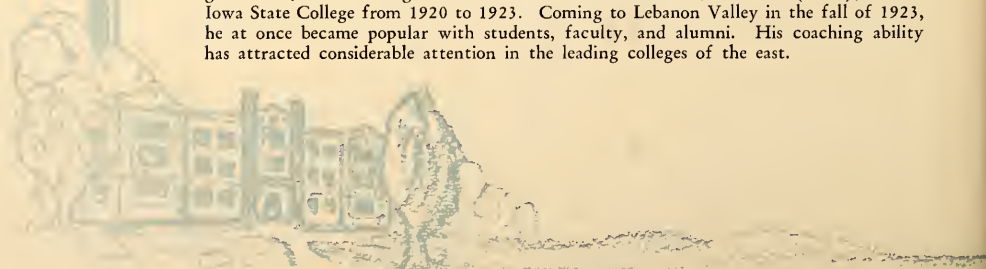 Iowa State College from 1920 to 1923. Coming to Lebanon Valley in the fall of 1923,
he at once became popular with students, faculty, and alumni. His coaching ability
has attracted considerable attention in the leading colleges of the east.